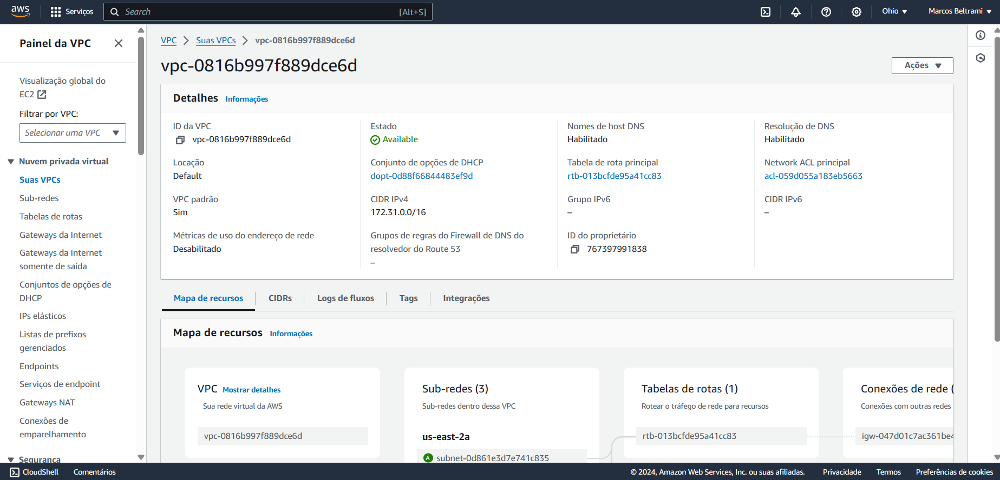 aws
Serviços
Search
[Alt+S]
Ohio
Marcos Beltrami
Painel da VPC
Visualização global do
EC2
Filtrar por VPC:
Selecionar uma VPC
Nuvem privada virtual
Suas VPCs
Sub-redes
Tabelas de rotas
Gateways da Internet
Gateways da Internet
somente de saída
Conjuntos de opções de
DHCP
IPs elásticos
Listas de prefixos
gerenciados
Endpoints
Serviços de endpoint
Gateways NAT
Conexões de
emparelhamento
Segurança
VPC
Suas VPCs
vpc-0816b997f889dce6d
vpc-0816b997f889dce6d
Ações
Detalhes
Informações
ID da VPC
vpc-0816b997f889dce6d
Estado
Available
Nomes de host DNS
Habilitado
Resolução de DNS
Habilitado
Locação
Default
Conjunto de opções de DHCP
dopt-0d88f66844483ef9d
Tabela de rota principal
rtb-013bcfde95a41cc83
Network ACL principal
acl-059d055a183eb5663
VPC padrão
Sim
CIDR IPv4
172.31.0.0/16
Grupo IPv6
–
CIDR IPv6
–
Métricas de uso do endereço de rede
Desabilitado
Grupos de regras do Firewall de DNS do
resolvedor do Route 53
–
ID do proprietário
767397991838
Mapa de recursos
CIDRs
Logs de fluxos
Tags
Integrações
Mapa de recursos
Informações
VPC
Mostrar detalhes
Sua rede virtual da AWS
vpc-0816b997f889dce6d
Sub-redes (3)
Sub-redes dentro dessa VPC
us-east-2a
A
subnet-0d861e3d7e741c835
Tabelas de rotas (1)
Rotear o tráfego de rede para recursos
rtb-013bcfde95a41cc83
Conexões de rede (
Conexões com outras redes
igw-047d01c7ac361be4
CloudShell
Comentários
© 2024, Amazon Web Services, Inc. ou suas afiliadas.
Privacidade
Termos
Preferências de cookies